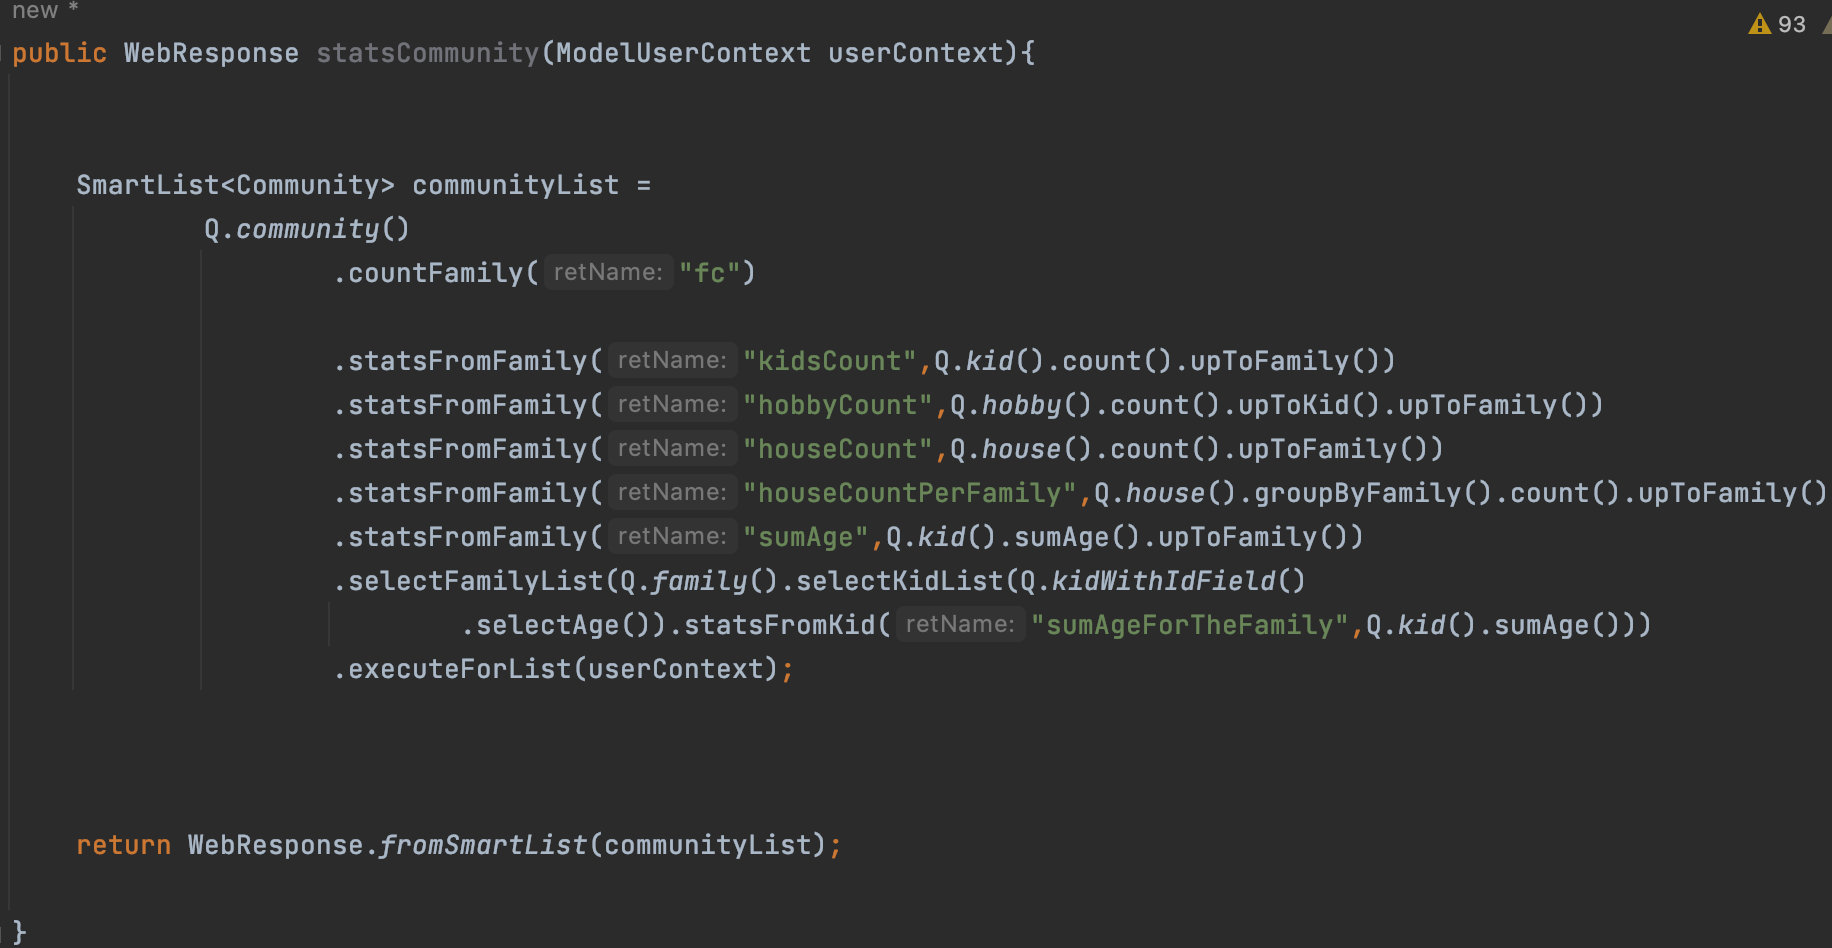 new *
93
public WebResponse statsCommunity(ModelUserContext userContext){
SmartList<Community> communityList =
Q.community()
.countFamily( retName: "fc")
.statsFromFamily( retName: "kidsCount",Q.kid().count().upToFamily())
.statsFromFamily( retName: "hobbyCount",Q.hobby().count().upToKid().upToFamily())
.statsFromFamily( retName: "houseCount",Q.house().count().upToFamily())
.statsFromFamily( retName: "houseCountPerFamily",Q.house().groupByFamily().count().upToFamily()
.statsFromFamily( retName: "sumAge",Q.kid().sumAge().upToFamily())
.selectFamilyList(Q.family().selectKidList(Q.kidWithIdField()
.selectAge()).statsFromKid( retName: "sumAgeForTheFamily",Q.kid().sumAge()))
.executeForList(userContext);
return WebResponse.fromSmartList(communityList);
}